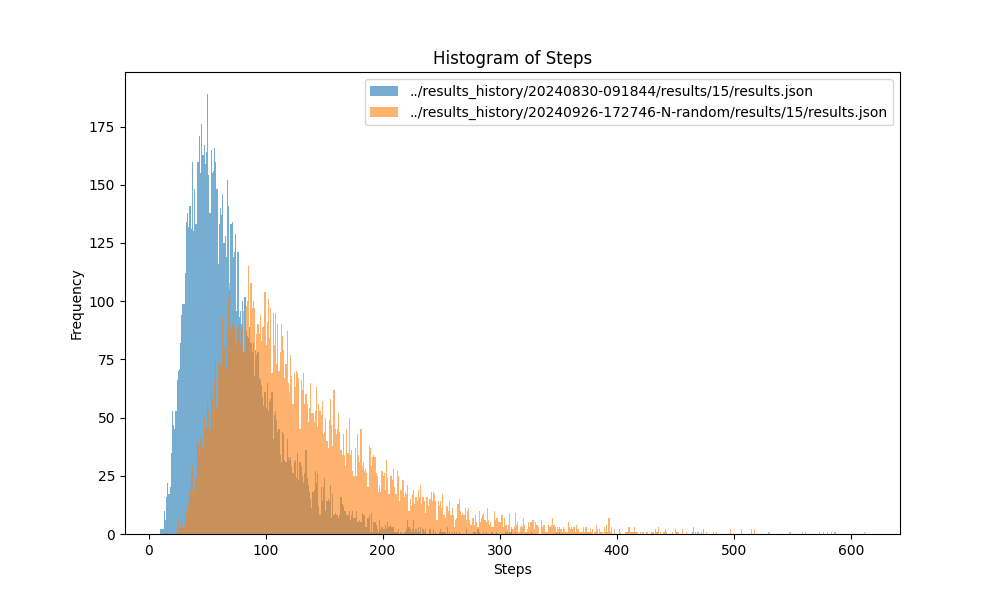 Histogram of Steps
../results_history/20240830-091844/results/15/results.json
../results_history/20240926-172746-N-random/results/15/results.json
Frequency
175
150
125
100
75
50
25
0
0 100 200 300 400 500 600
Steps